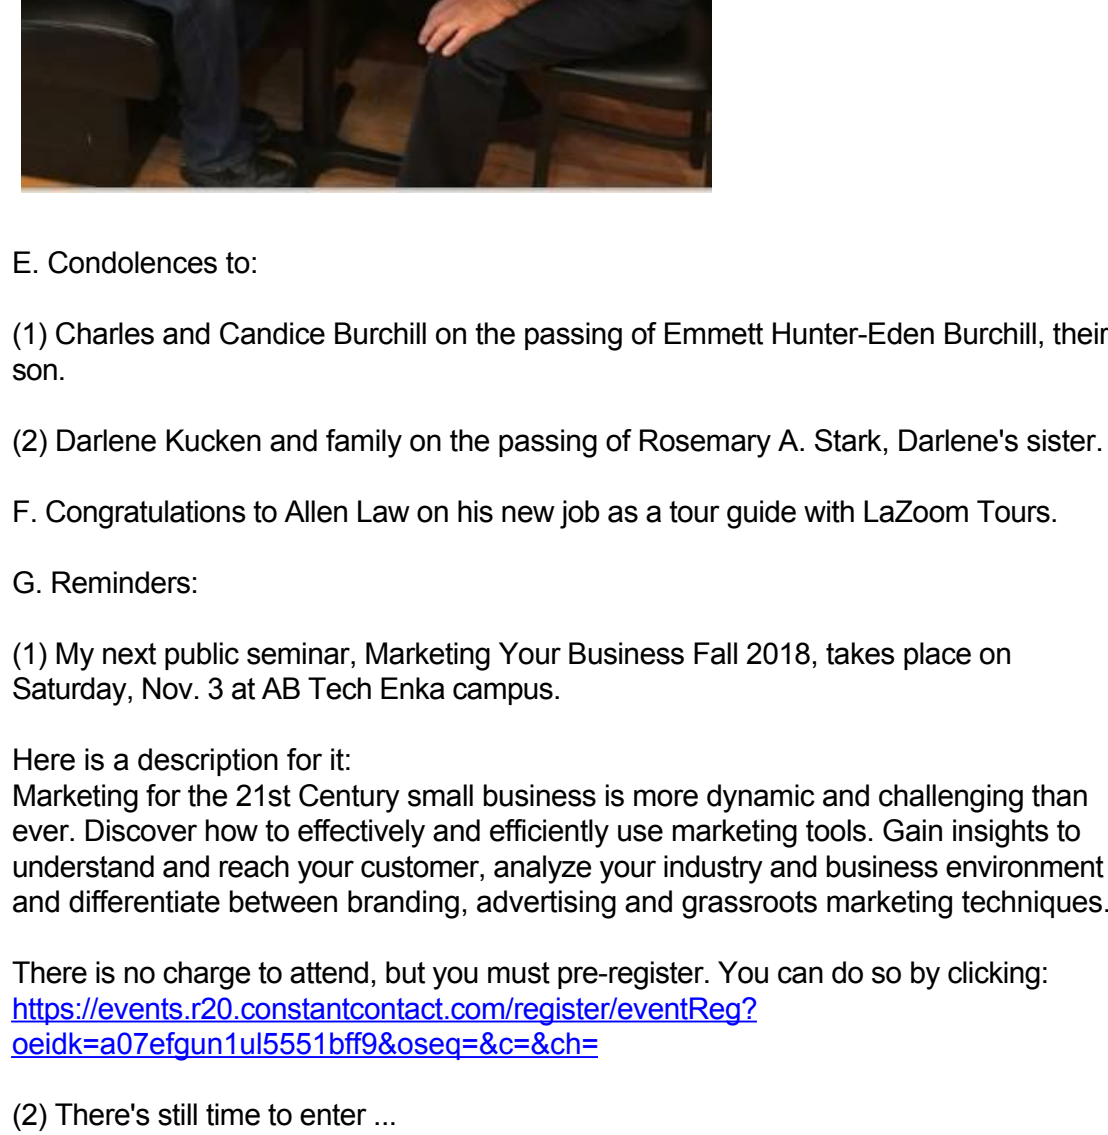 E. Condolences to:
(1) Charles and Candice Burchill on the passing of Emmett Hunter-Eden Burchill, their
son.
(2) Darlene Kucken and family on the passing of Rosemary A. Stark, Darlene's sister.
F. Congratulations to Allen Law on his new job as a tour guide with LaZoom Tours.
G. Reminders:
(1) My next public seminar, Marketing Your Business Fall 2018, takes place on
Saturday, Nov. 3 at AB Tech Enka campus.
Here is a description for it:
Marketing for the 21st Century small business is more dynamic and challenging than
ever. Discover how to effectively and efficiently use marketing tools. Gain insights to
understand and reach your customer, analyze your industry and business environment
and differentiate between branding, advertising and grassroots marketing techniques.
There is no charge to attend, but you must pre-register. You can do so by clicking:
https://events.r20.constantcontact.com/register/eventReg?
oeidk=a07efgun1ul5551bff9&oseq=&c=&ch=
(2) There's still time to enter ...